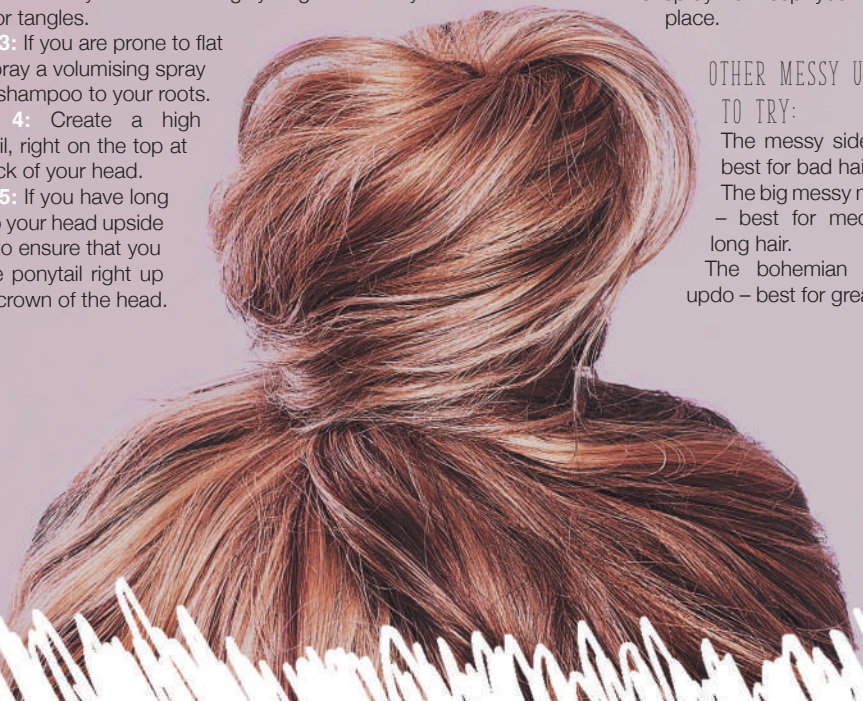 or tangles.
3: If you are prone to flat
pray a volumising spray
shampoo to your roots.
4: Create a high
il, right on the top at
ck of your head.
5: If you have long
your head upside
to ensure that you
e ponytail right up
crown of the head.
place.
OTHER MESSY U
TO TRY:
The messy side
best for bad hai
The big messy
– best for med
long hair.
The bohemian
updo – best for grea